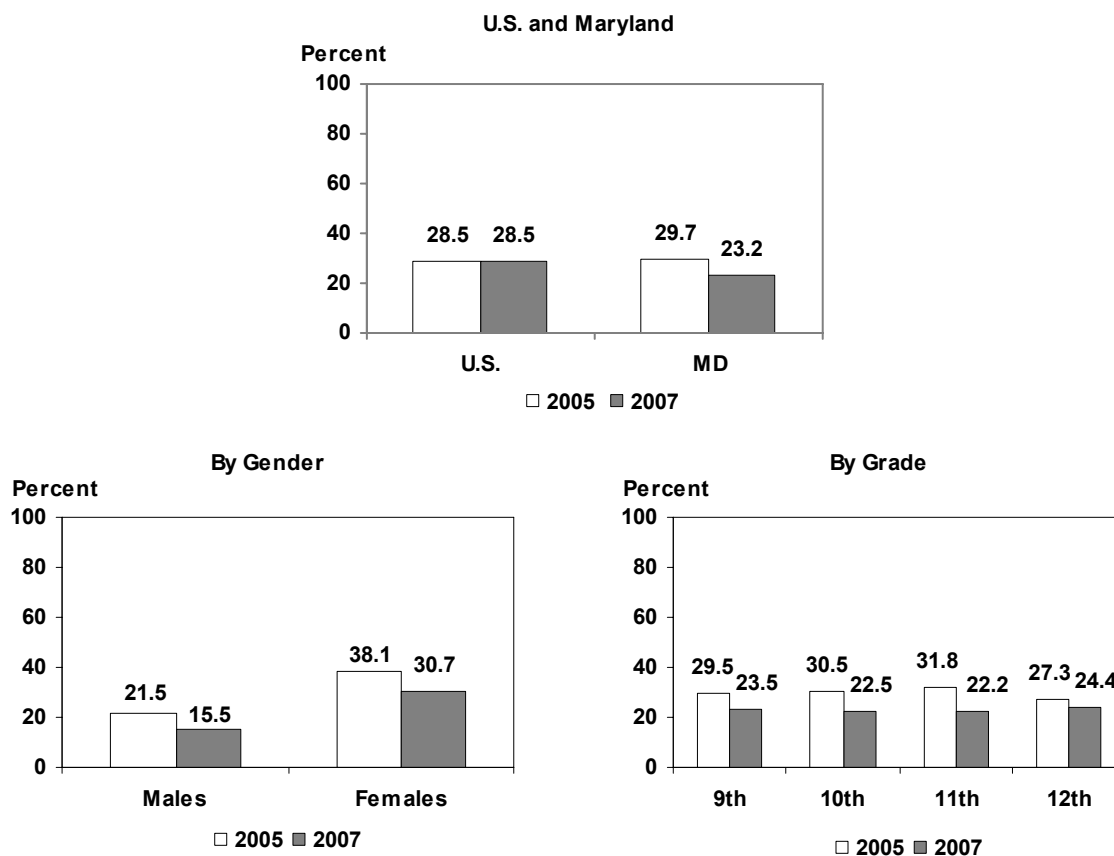 U.S. and Maryland
Percent
100
80
60
40
20
0
28.5 28.5 29.7 23.2
U.S. MD
2005 2007
By Gender
Percent
100
80
60
40
20
0
21.5 15.5 38.1 30.7
Males Females
2005 2007
By Grade
Percent
100
80
60
40
20
0
29.5 23.5 30.5 22.5 31.8 22.2 27.3 24.4
9th 10th 11th 12th
2005 2007